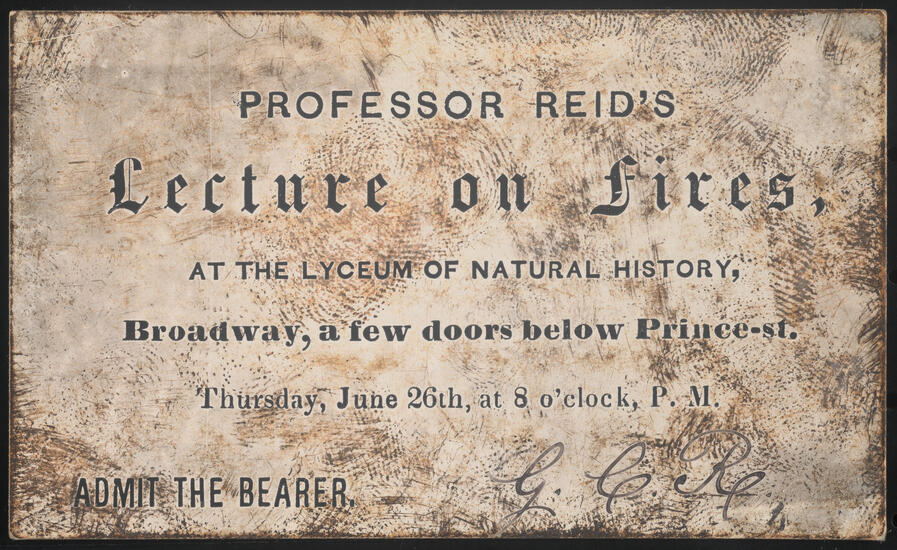 PROFESSOR REID'S
Lecture on Fires,
AT THE LYCEUM OF NATURAL HISTORY,
Broadway, a few doors below Prince-st.
Thursday, June 26th, at 8 o'clock, P. M.
ADMIT THE BEARER. G. C. R.